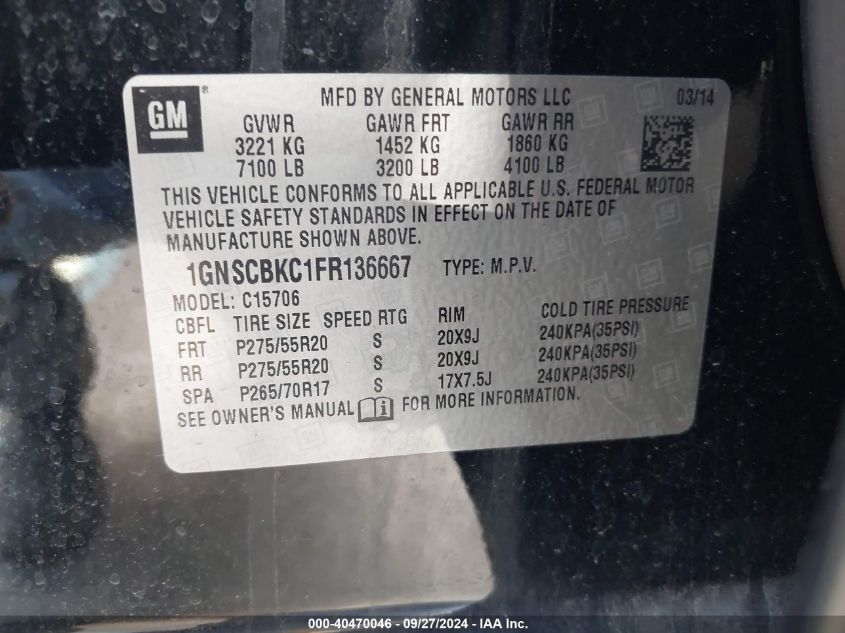 GM ® MFD BY GENERAL MOTORS LLC 03/14
GVWR GAWR FRT GAWR RR
3221 KG 1452 KG 1860 KG
7100 LB 3200 LB 4100 LB
THIS VEHICLE CONFORMS TO ALL APPLICABLE U.S. FEDERAL MOTOR
VEHICLE SAFETY STANDARDS IN EFFECT ON THE DATE OF
MANUFACTURE SHOWN ABOVE.
1GNSCBKC1FR136667 TYPE: M.P.V.
MODEL: C15706
CBFL TIRE SIZE SPEED RTG RIM COLD TIRE PRESSURE
FRT P275/55R20 S 20X9J 240KPA(35PSI)
RR P275/55R20 S 20X9J 240KPA(35PSI)
SPA P265/70R17 S 17X7.5J 240KPA(35PSI)
SEE OWNER'S MANUAL FOR MORE INFORMATION.
000-40470046 - 09/27/2024 - IAA Inc.